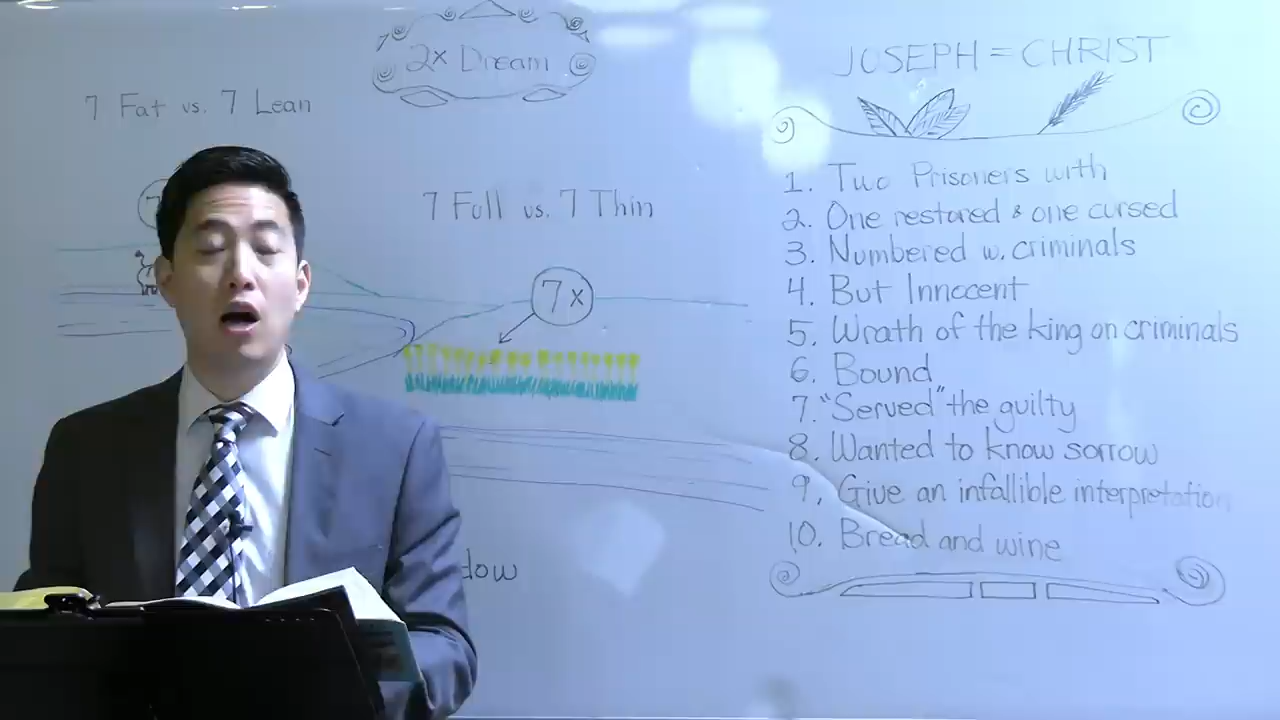 2x Dream
7 Fat vs. 7 Lean
7 Full vs. 7 Thin
7x
JOSEPH = CHRIST
1. Two Prisoners with
2. One restored & one cursed
3. Numbered w. criminals
4. But Innocent
5. Wrath of the king on criminals
6. Bound
7. "Served" the guilty
8. Wanted to know sorrow
9. Give an infallible interpretation
10. Bread and wine